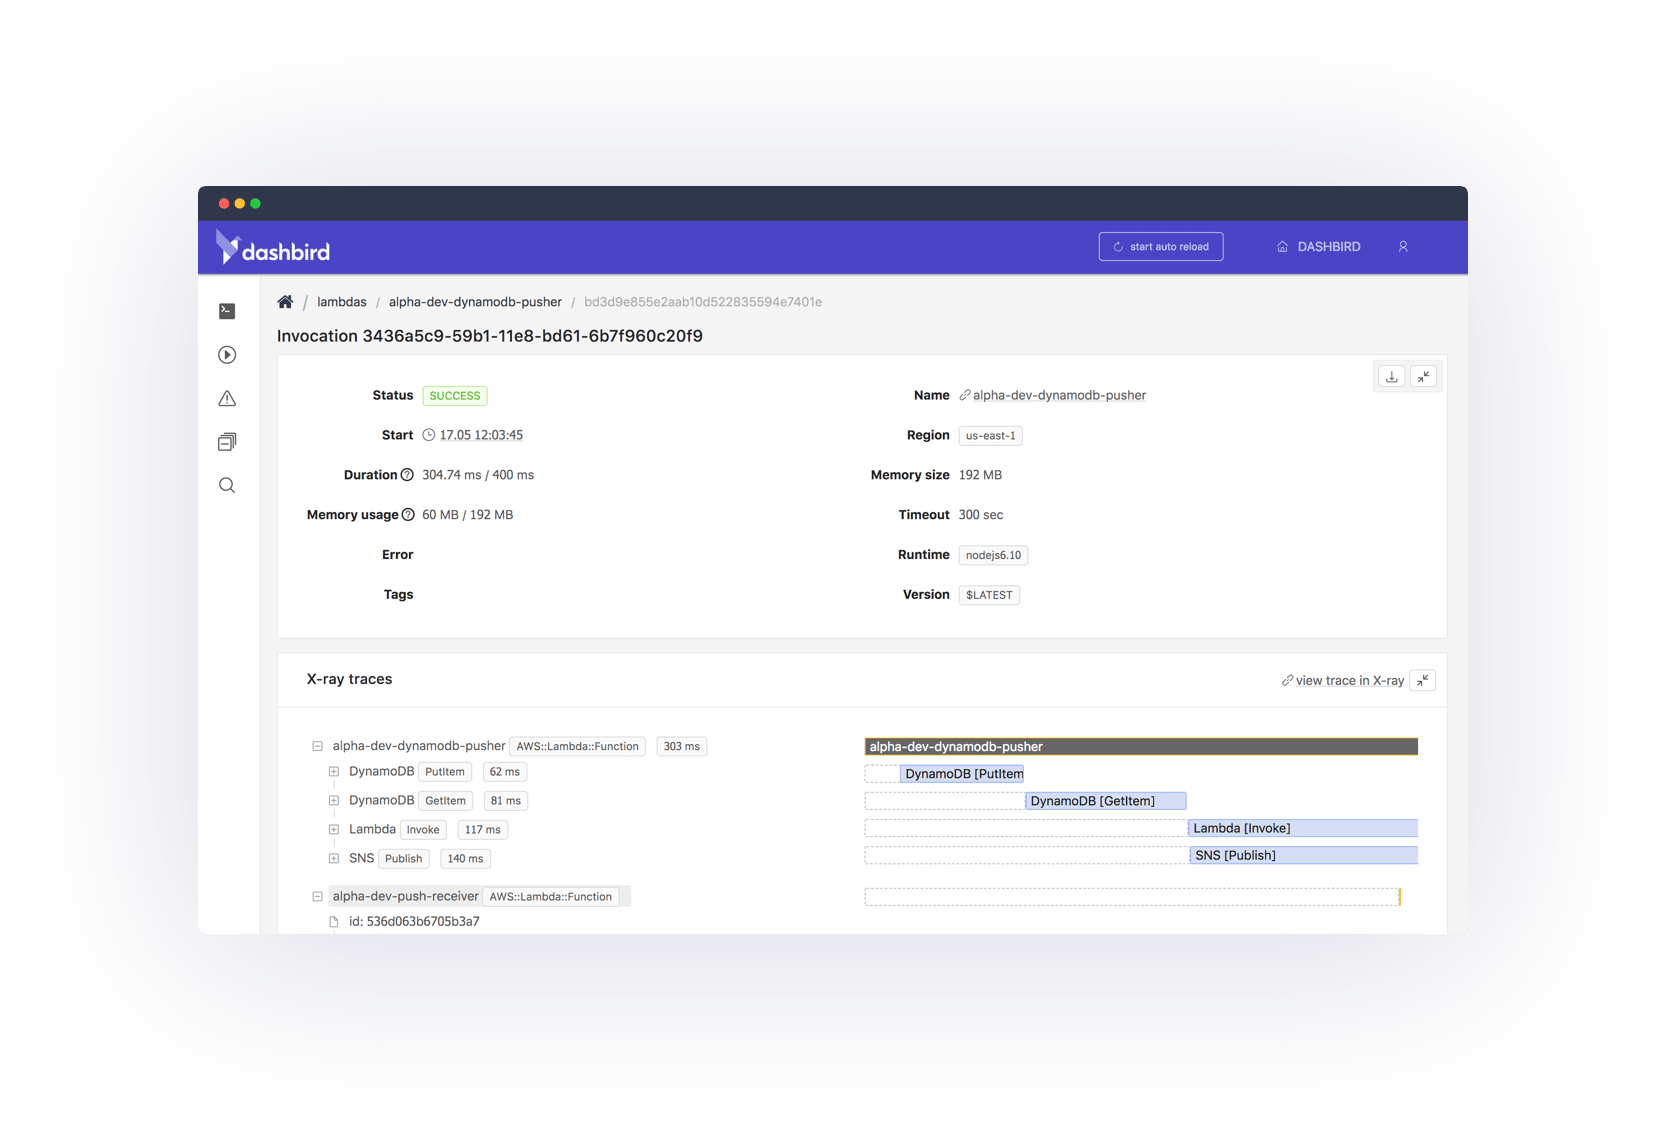 dashbird
start auto reload
DASHBIRD
/ lambdas / alpha-dev-dynamodb-pusher / bd3d9e855e2aab10d522835594e7401e
Invocation 3436a5c9-59b1-11e8-bd61-6b7f960c20f9
Status SUCCESS
Start 17.05 12:03:45
Duration ? 304.74 ms / 400 ms
Memory usage ? 60 MB / 192 MB
Error
Tags
Name alpha-dev-dynamodb-pusher
Region us-east-1
Memory size 192 MB
Timeout 300 sec
Runtime nodejs6.10
Version $LATEST
X-ray traces
view trace in X-ray
alpha-dev-dynamodb-pusher AWS::Lambda::Function 303 ms
DynamoDB PutItem 62 ms
DynamoDB GetItem 81 ms
Lambda Invoke 117 ms
SNS Publish 140 ms
alpha-dev-push-receiver AWS::Lambda::Function
id: 536d063b6705b3a7
alpha-dev-dynamodb-pusher
DynamoDB [PutItem
DynamoDB [GetItem]
Lambda [Invoke]
SNS [Publish]